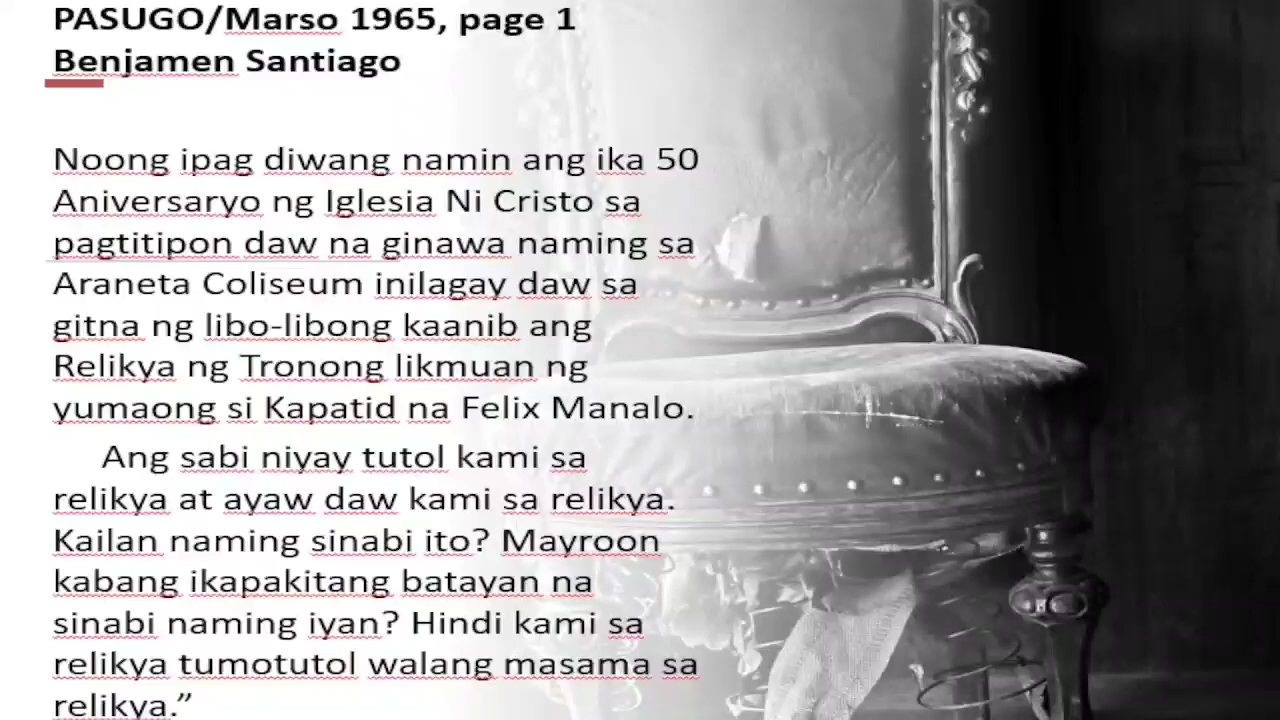 PASUGO/Marso 1965, page 1
Benjamen Santiago
Noong ipag diwang namin ang ika 50
Aniversaryo ng Iglesia Ni Cristo sa
pagtitipon daw na ginawa naming sa
Araneta Coliseum inilagay daw sa
gitna ng libo-libong kaanib ang
Relikya ng Tronong likmuan ng
yumaong si Kapatid na Felix Manalo.
Ang sabi niyay tutol kami sa
relikya at ayaw daw kami sa relikya.
Kailan naming sinabi ito? Mayroon
kabang ikapakitang batayan na
sinabi naming iyan? Hindi kami sa
relikya tumotutol walang masama sa
relikya.”